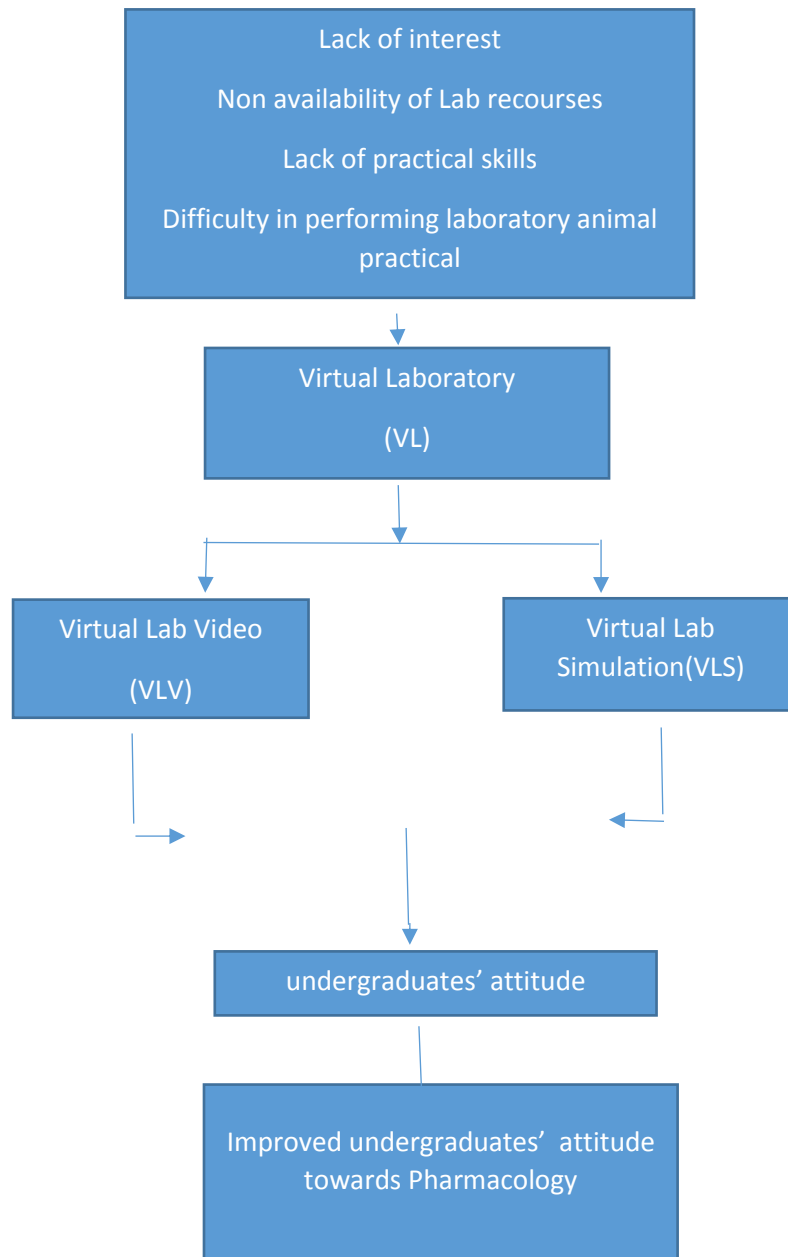 Lack of interest
Non availability of Lab recourses
Lack of practical skills
Difficulty in performing laboratory animal
practical
Virtual Laboratory
(VL)
Virtual Lab Video
(VLV)
Virtual Lab
Simulation(VLS)
undergraduates’ attitude
Improved undergraduates’  attitude
towards Pharmacology